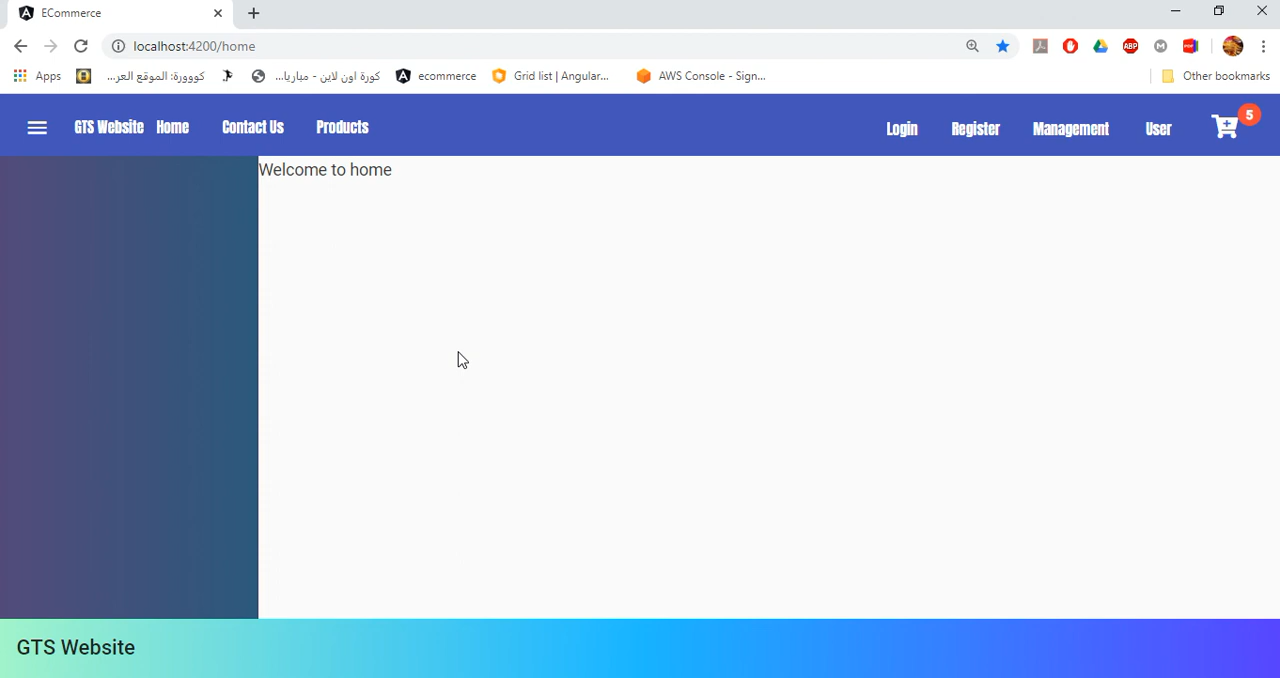 ECommerce
localhost:4200/home
ABP
M
Apps
كووورة: الموقع العر...
كورة اون لاين - مباريا...
ecommerce
Grid list | Angular...
AWS Console - Sign...
Other bookmarks
GTS Website Home Contact Us Products Login Register Management User 5
Welcome to home
GTS Website